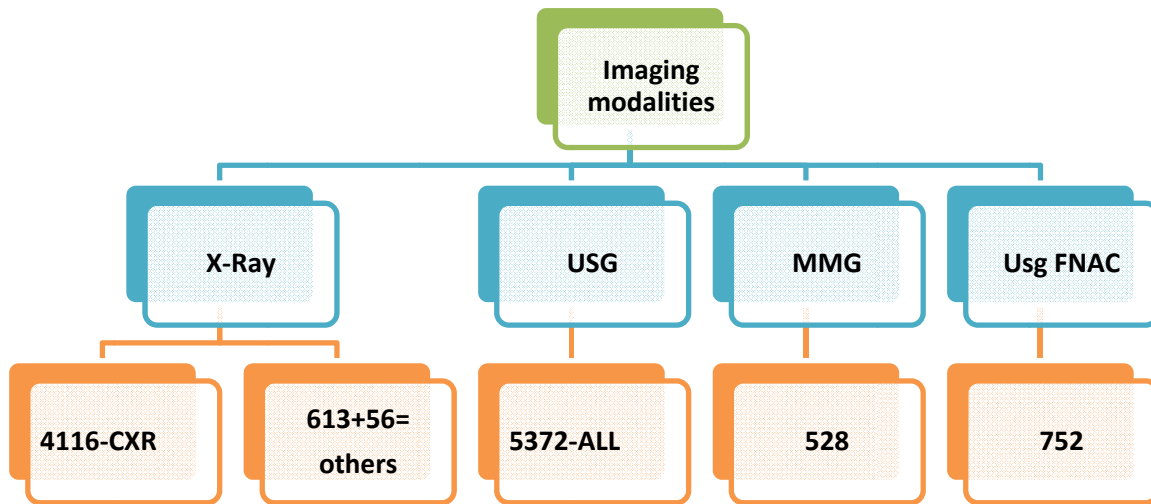 Imaging
modalities
X-Ray
USG
MMG
Usg FNAC
4116-CXR
613+56=
others
5372-ALL
528
752